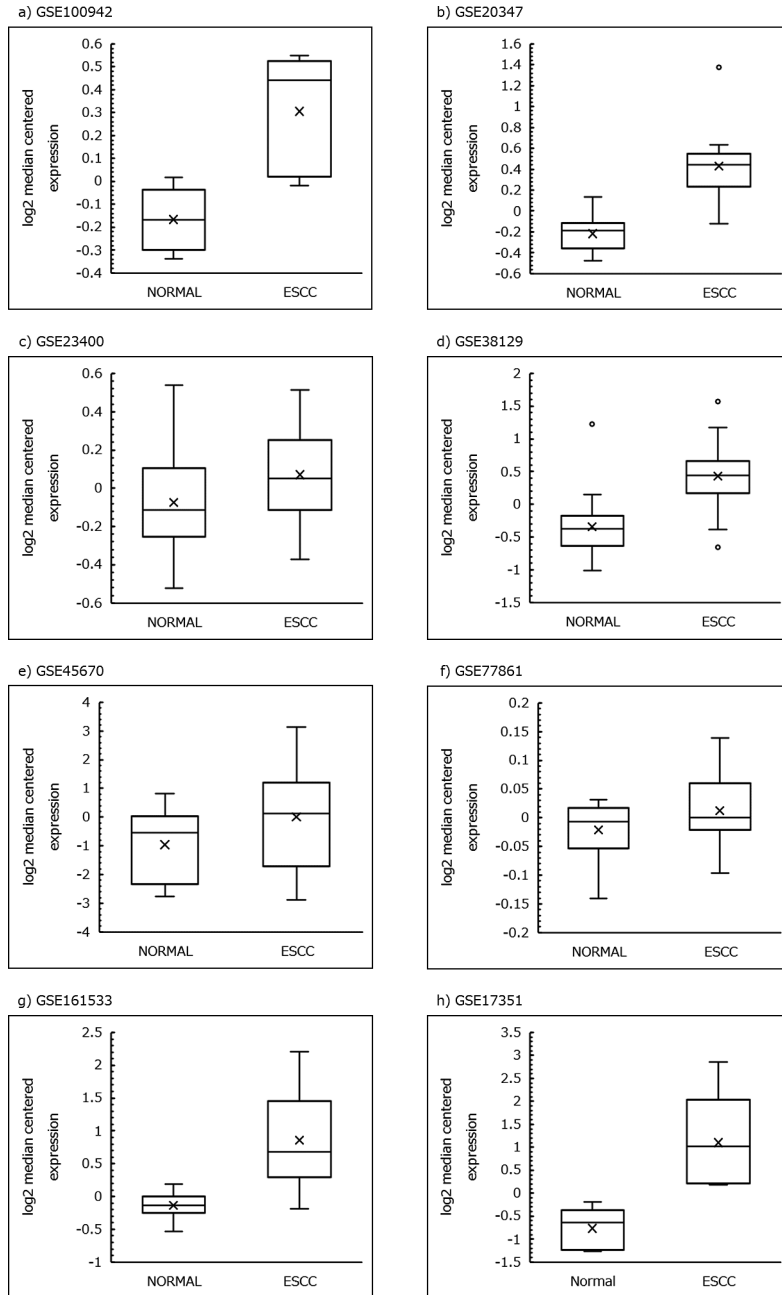 a) GSE100942
log2 median centered
expression
0.6
0.5
0.4
0.3
0.2
0.1
0
-0.1
-0.2
-0.3
-0.4
NORMAL ESCC
b) GSE20347
log2 median centered
expression
1.6
1.4
1.2
1
0.8
0.6
0.4
0.2
0
-0.2
-0.4
-0.6
NORMAL ESCC
c) GSE23400
log2 median centered
expression
0.6
0.4
0.2
0
-0.2
-0.4
-0.6
NORMAL ESCC
d) GSE38129
log2 median centered
expression
2
1.5
1
0.5
0
-0.5
-1
-1.5
NORMAL ESCC
e) GSE45670
log2 median centered
expression
4
3
2
1
0
-1
-2
-3
-4
NORMAL ESCC
f) GSE77861
log2 median centered
expression
0.2
0.15
0.1
0.05
0
-0.05
-0.1
-0.15
-0.2
NORMAL ESCC
g) GSE161533
log2 median centered
expression
2.5
2
1.5
1
0.5
0
-0.5
-1
NORMAL ESCC
h) GSE17351
log2 median centered
expression
3.5
3
2.5
2
1.5
1
0.5
0
-0.5
-1
-1.5
Normal ESCC